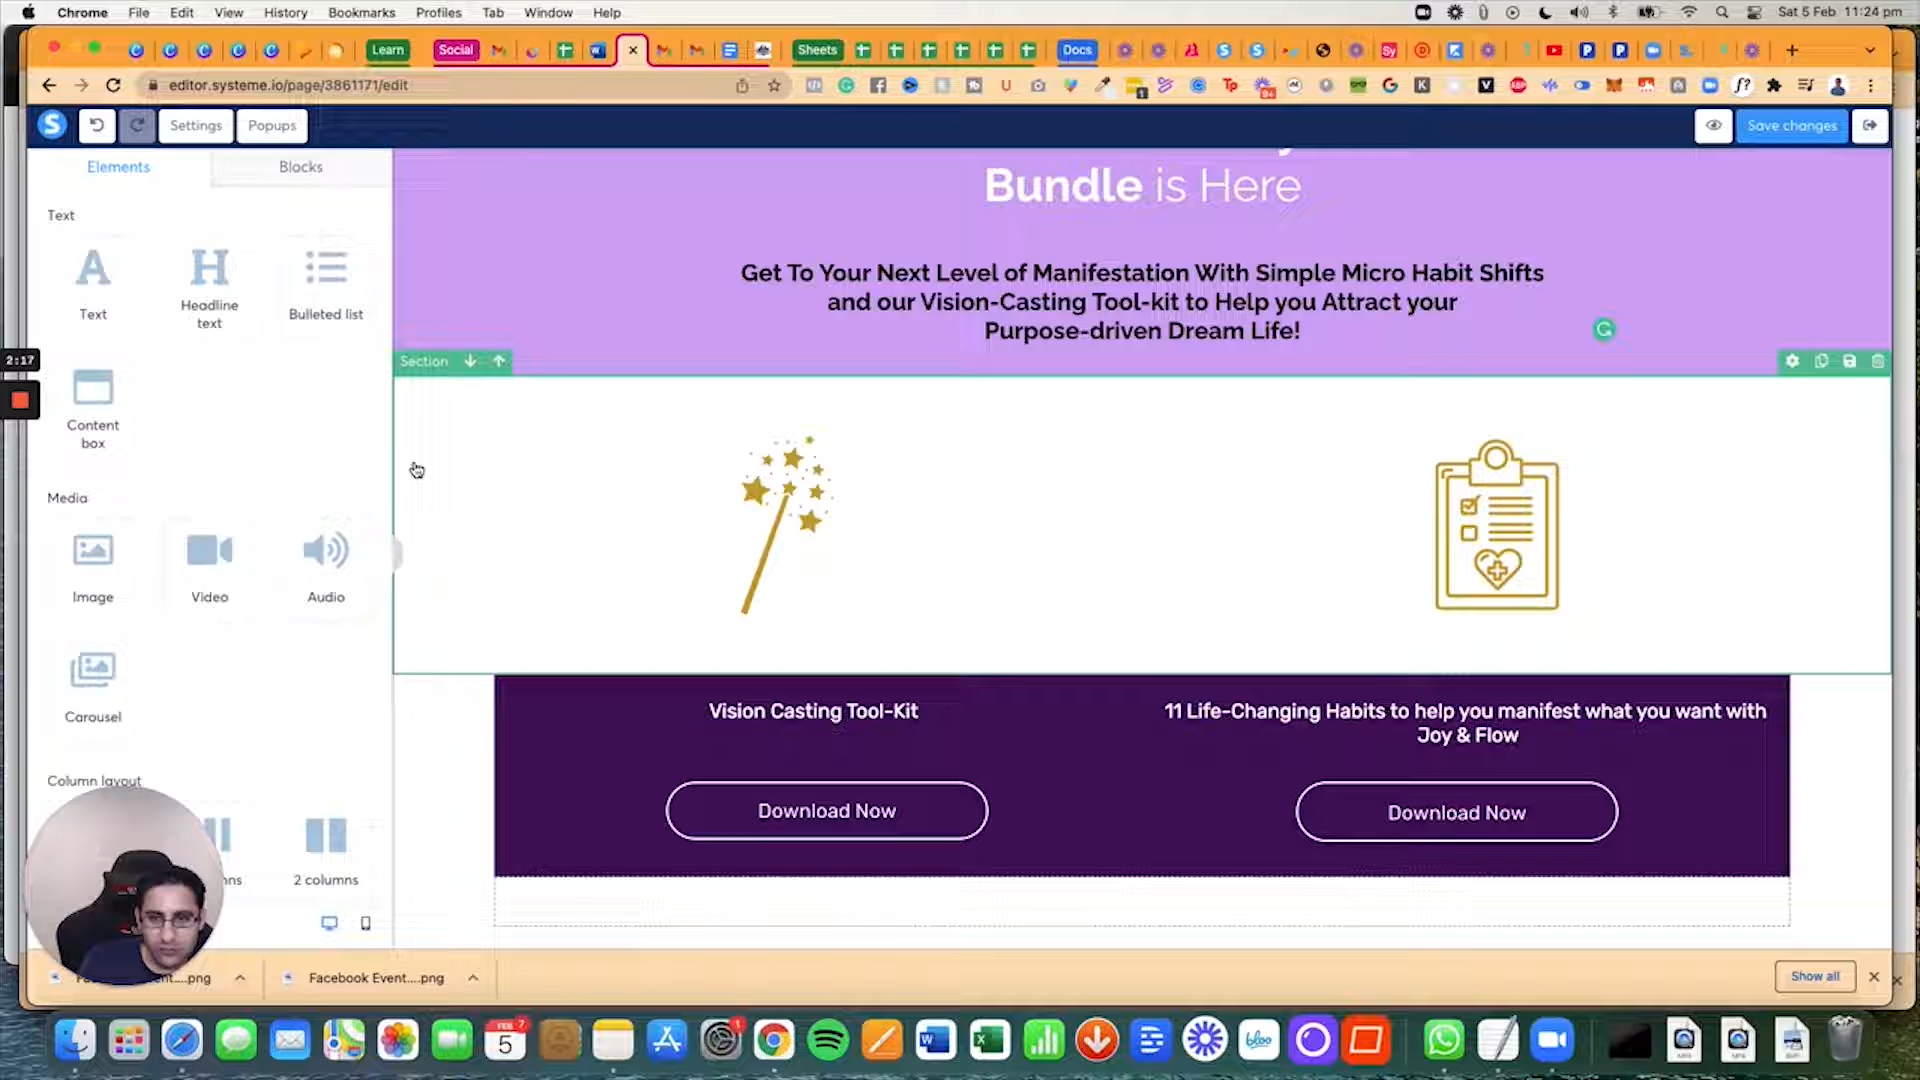 Chrome File Edit View History Bookmarks Profiles Tab Window Help Sat 5 Feb 11:24 pm
Learn Social Sheets Docs
editor.systeme.io/page/3861171/edit
Settings Popups Save changes
Elements Blocks
Text
Text
Headline text
Bulleted list
Content box
Media
Image
Video
Audio
Carousel
Column layout
2 columns
2:17
Bundle is Here
Get To Your Next Level of Manifestation With Simple Micro Habit Shifts
and our Vision-Casting Tool-kit to Help you Attract your
Purpose-driven Dream Life!
Section
Vision Casting Tool-Kit
11 Life-Changing Habits to help you manifest what you want with
Joy & Flow
Download Now
Download Now
Facebook Event....png
Show all
FEB
5
bloo